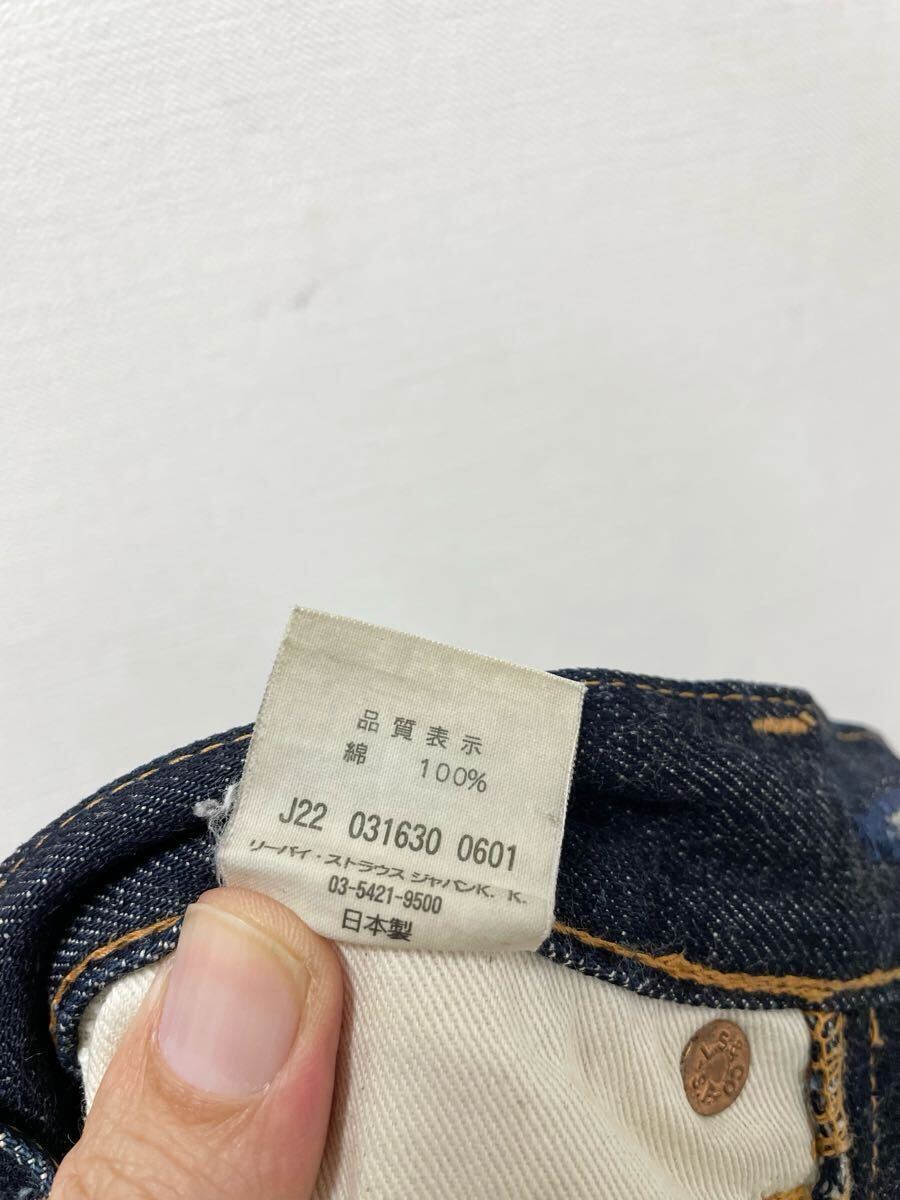 品質表示
綿 100%
J22 031630 0601
リーバイ・ストラウス ジャパンK. K.
03-5421-9500
日本製
L S & CO